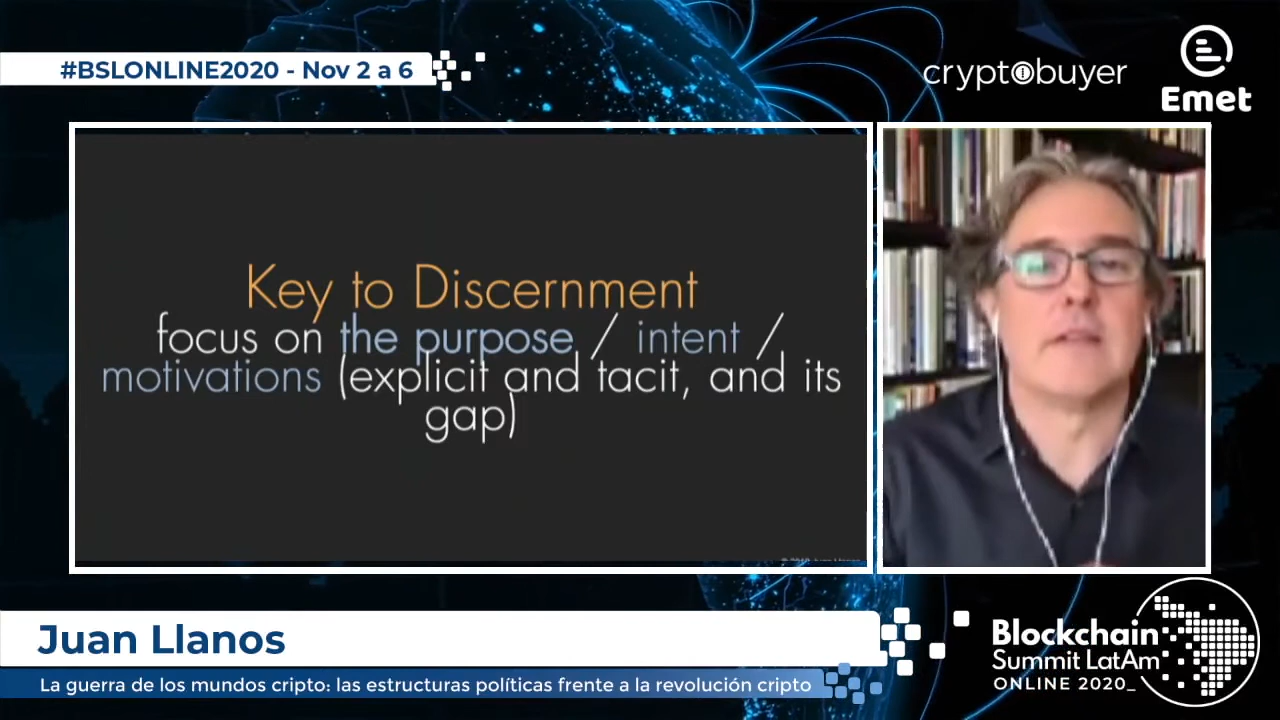 #BSLONLINE2020 - Nov 2 a 6
cryptobuyer
Emet
Key to Discernment
focus on the purpose / intent /
motivations (explicit and tacit, and its
gap)
Juan Llanos
La guerra de los mundos cripto: las estructuras políticas frente a la revolución cripto
Blockchain
Summit LatAm
ONLINE 2020_